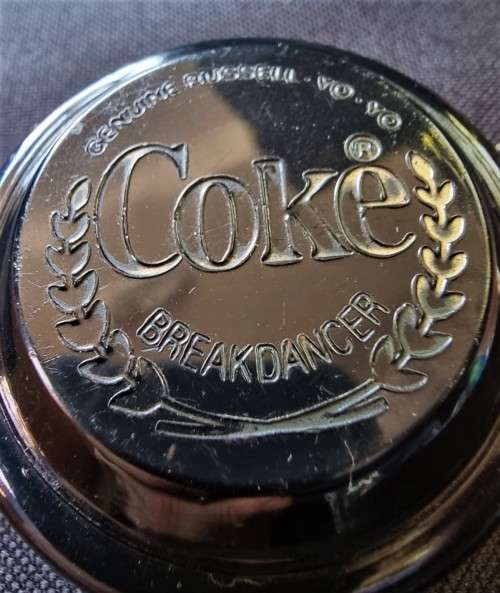 GENUINE RUSSELL · YO · YO
Coke®
BREAKDANCER